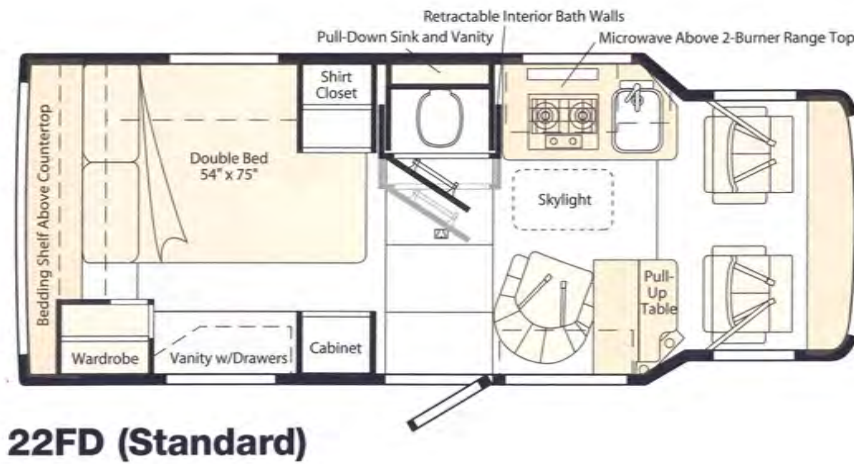 Retractable Interior Bath Walls
Pull-Down Sink and Vanity
Microwave Above 2-Burner Range Top
Bedding Shelf Above Countertop
Shirt
Closet
Double Bed
54" x 75"
Skylight
Pull-
Up
Table
Wardrobe
Vanity w/Drawers
Cabinet
22FD (Standard)